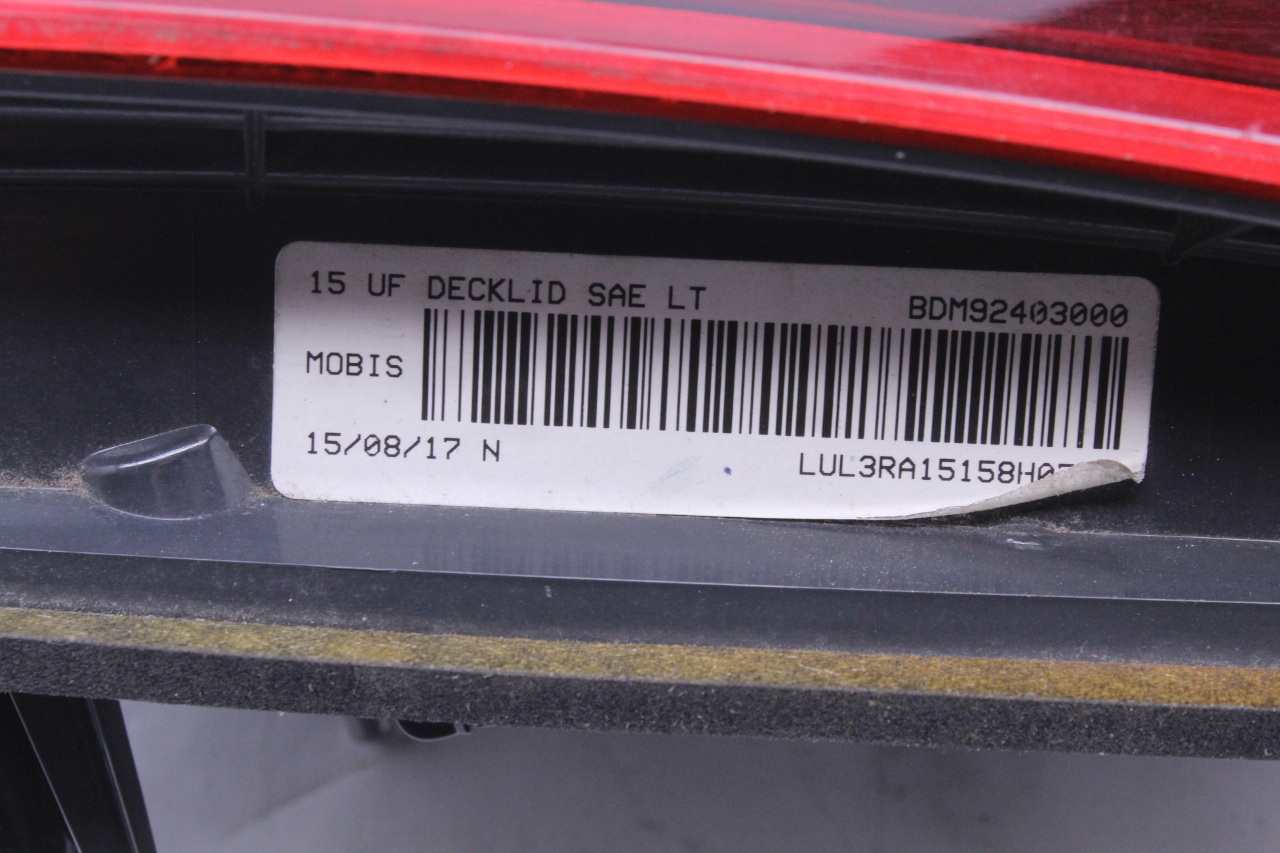 15 UF DECKLID SAE LT
BDM92403000
MOBIS
15/08/17 N